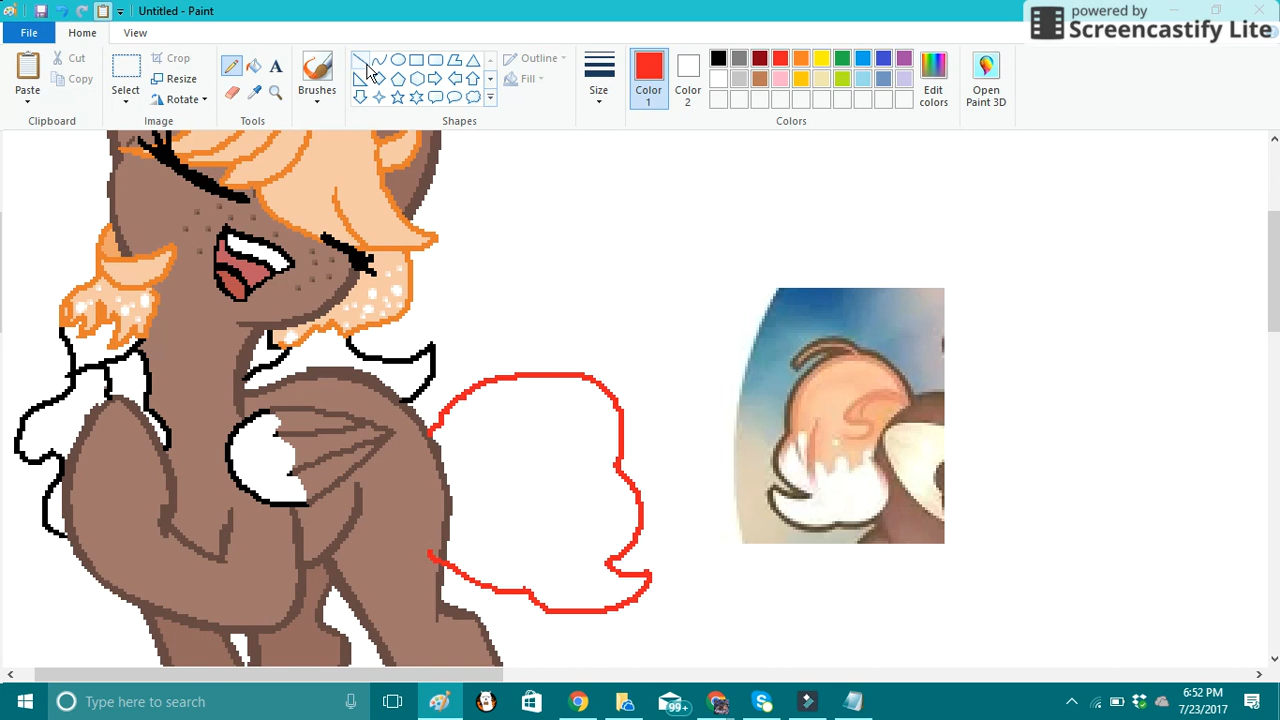 Untitled - Paint
powered by
Screencastify Lite
File
Home
View
Paste
Cut
Copy
Clipboard
Select
Crop
Resize
Rotate
Image
A
Tools
Brushes
Shapes
Outline
Fill
Size
Color
1
Color
2
Edit
colors
Colors
Open
Paint 3D
Type here to search
99+
6:52 PM
7/23/2017